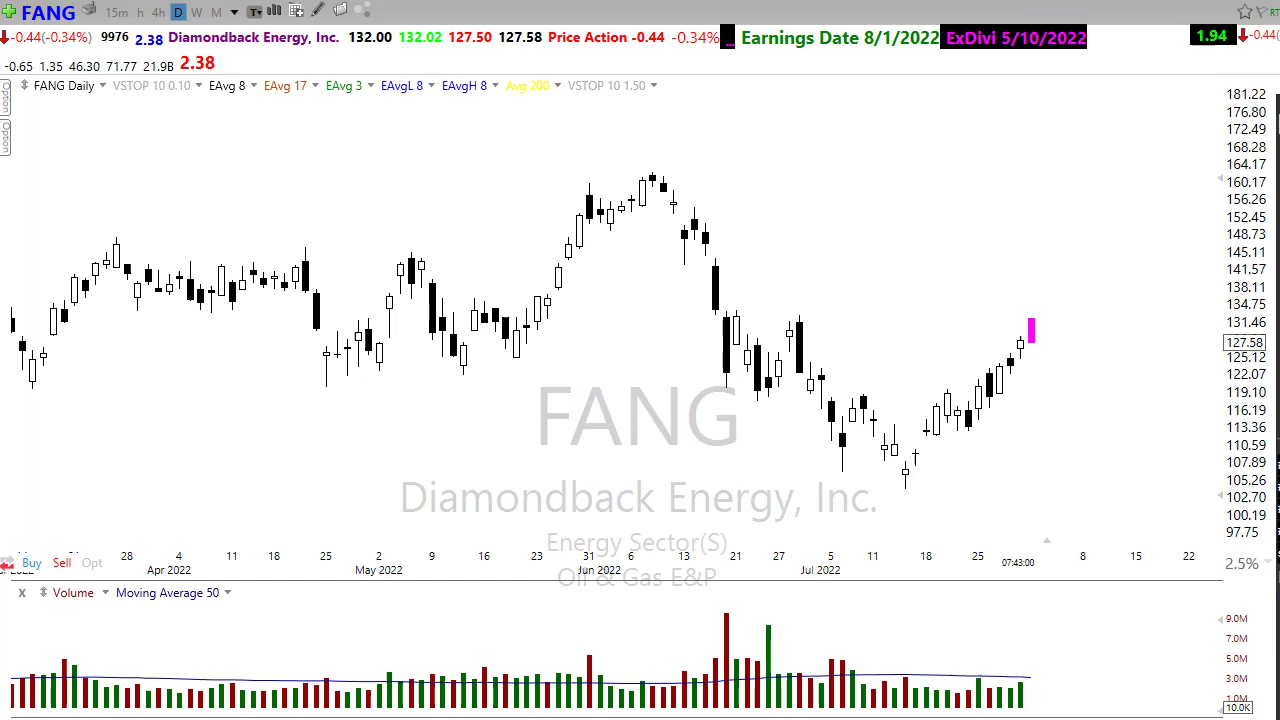 FANG 15m h 4h D W M T RT
-0.44(-0.34%) 9976 2.38 Diamondback Energy, Inc. 132.00 132.02 127.50 127.58 Price Action -0.44 -0.34% Earnings Date 8/1/2022 ExDivi 5/10/2022 1.94 -0.44(
-0.65 1.35 46.30 71.77 21.9B 2.38
Option
Option
FANG Daily VSTOP 10 0.10 EAvg 8 EAvg 17 EAvg 3 EAvgL 8 EAvgH 8 Avg 200 VSTOP 10 1.50
181.22
176.80
172.49
168.28
164.17
160.17
156.26
152.45
148.73
145.11
141.57
138.11
134.75
131.46
127.58
125.12
122.07
119.10
116.19
113.36
110.59
107.89
105.26
102.70
100.19
97.75
FANG
Diamondback Energy, Inc.
Energy Sector(S)
Oil & Gas E&P
28 4 11 18 25 2 9 16 23 31 6 13 21 27 5 11 18 25 8 15 22
Buy Sell Opt
2022 Apr 2022 May 2022 Jun 2022 Jul 2022 07:43:00 2.5%
X Volume Moving Average 50
9.0M
7.0M
5.0M
3.0M
1.0M
10.0K